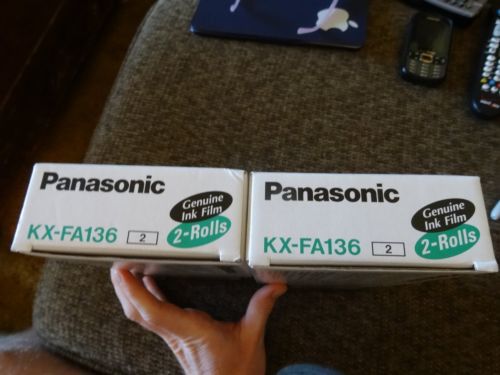 Panasonic
Genuine
Ink Film
KX-FA136
2
2-Rolls
Panasonic
Genuine
Ink Film
KX-FA136
2
2-Rolls